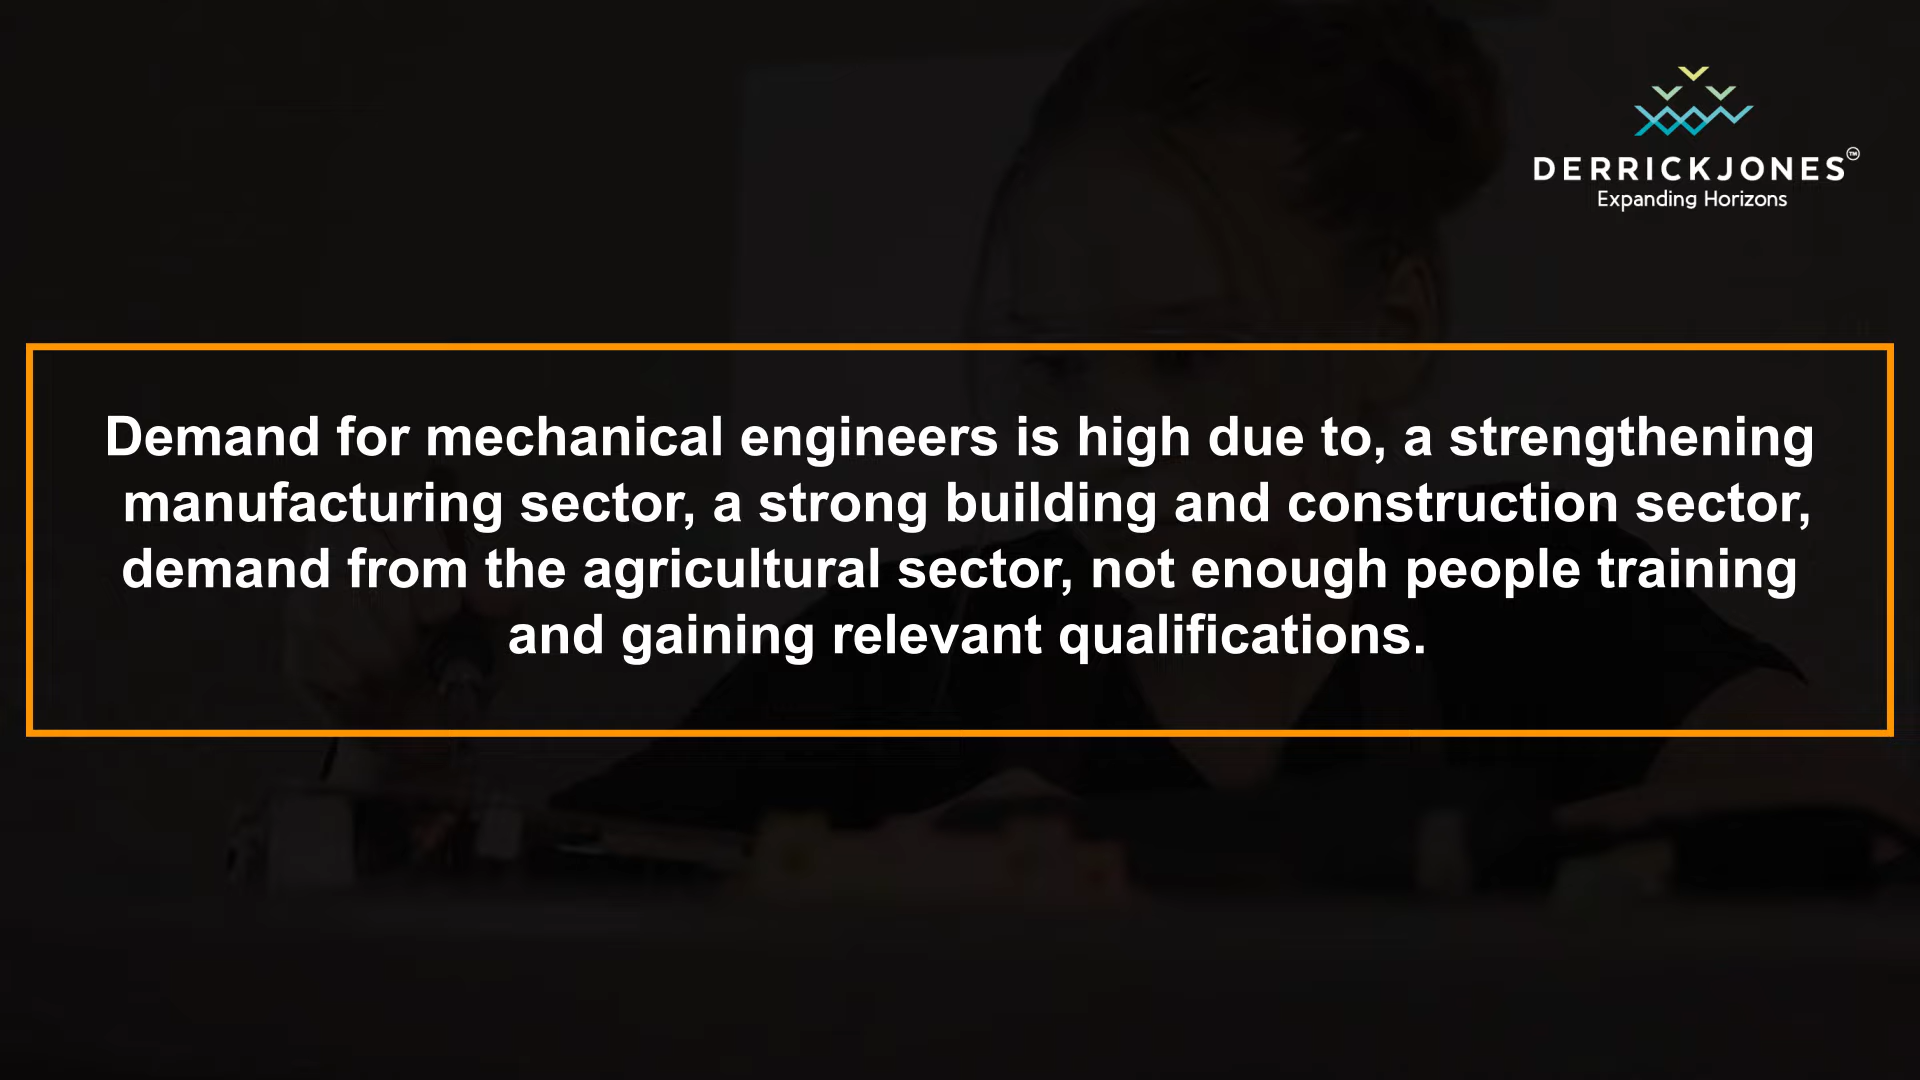 DERRICKJONES™
Expanding Horizons
Demand for mechanical engineers is high due to, a strengthening
manufacturing sector, a strong building and construction sector,
demand from the agricultural sector, not enough people training
and gaining relevant qualifications.